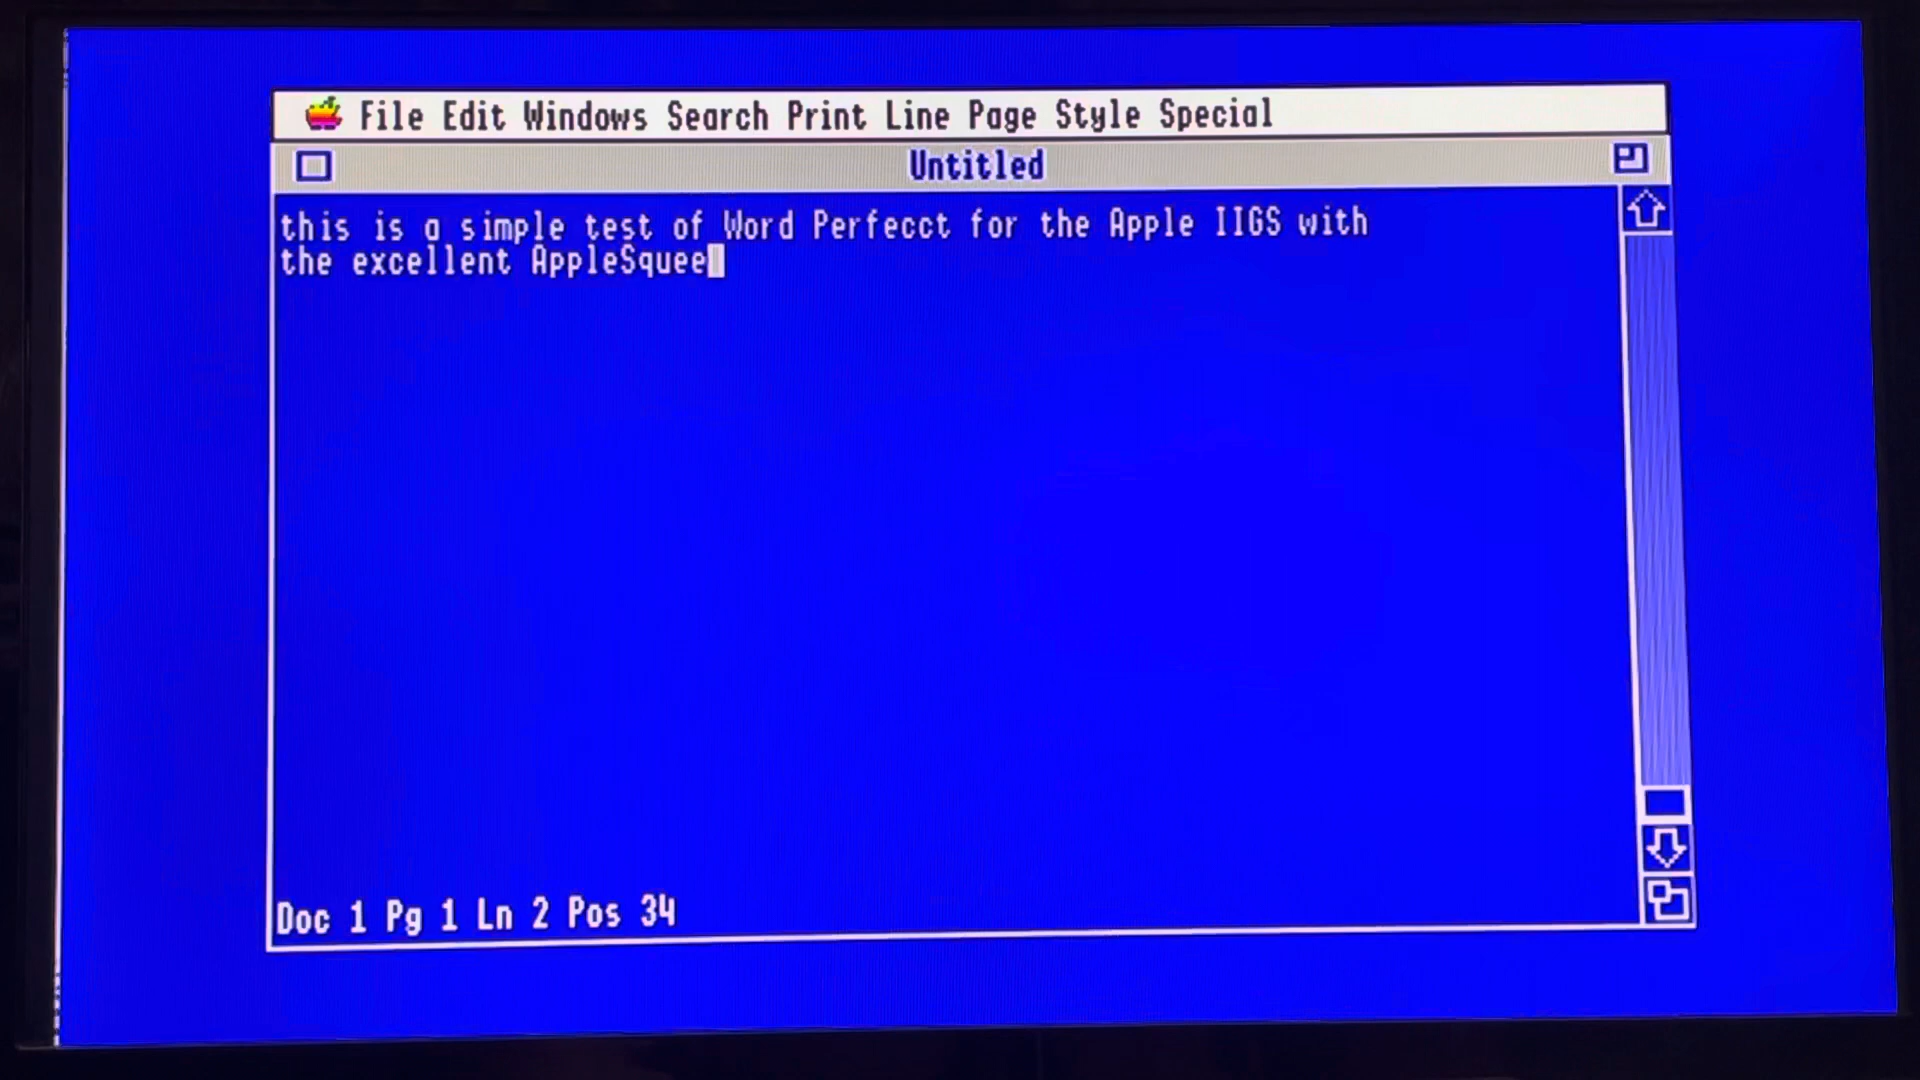 File Edit Windows Search Print Line Page Style Special
Untitled
this is a simple test of Word Perfecct for the Apple IIGS with
the excellent AppleSquee
Doc 1 Pg 1 Ln 2 Pos 34